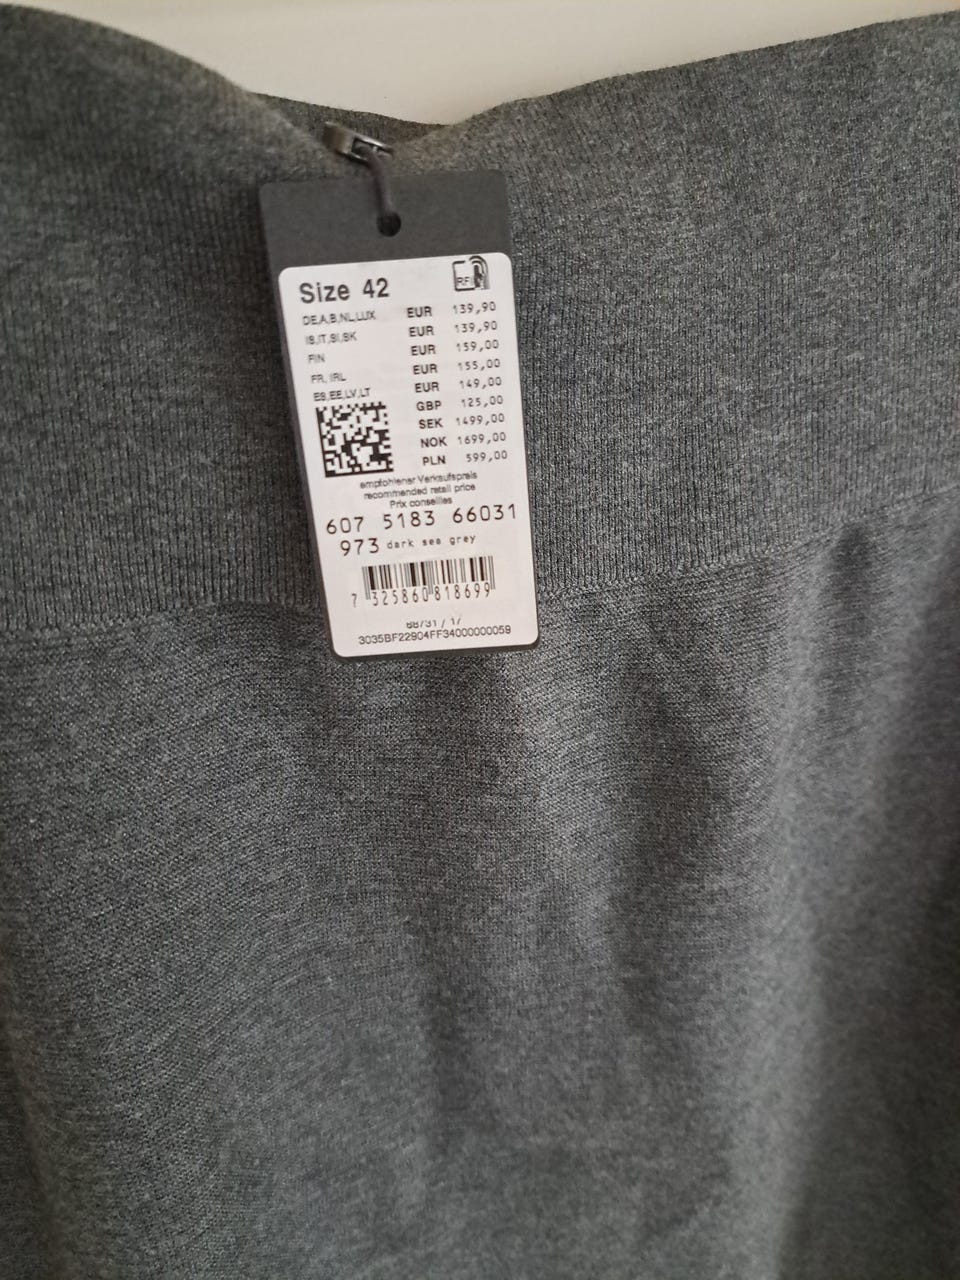 Size 42
RFID
DE,A,B,NL,LUX EUR 139,90
IS,IT,SI,SK EUR 139,90
FIN EUR 159,00
FR, IRL EUR 155,00
ES,EE,LV,LT EUR 149,00
GBP 125,00
SEK 1499,00
NOK 1699,00
PLN 599,00
empfohlener Verkaufspreis
recommended retail price
Prix conseilles
607 5183 66031
973 dark sea grey
7 325860 818699
/ 17
3035BF22904FF34000000059